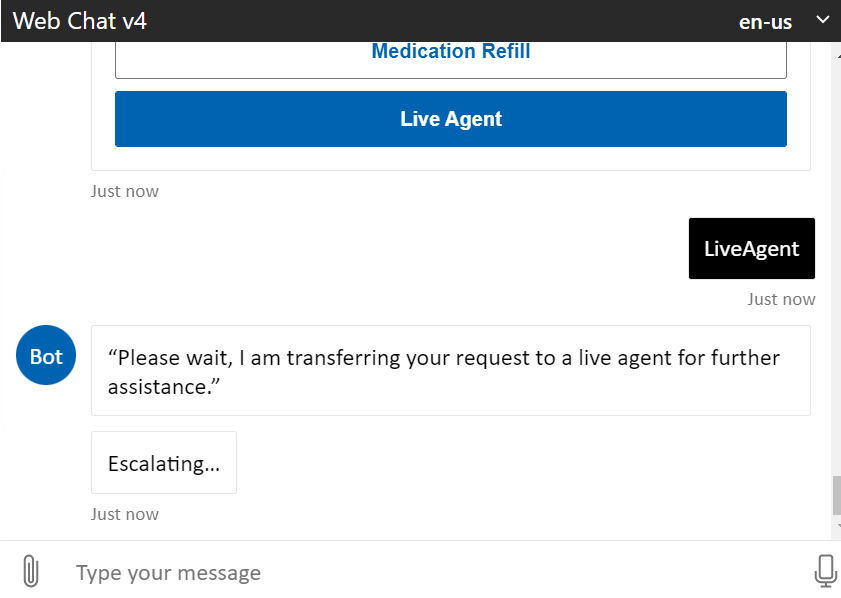 Web Chat v4
en-us
Medication Refill
Live Agent
Just now
LiveAgent
Just now
Bot
“Please wait, I am transferring your request to a live agent for further
assistance.”
Escalating...
Just now
Type your message